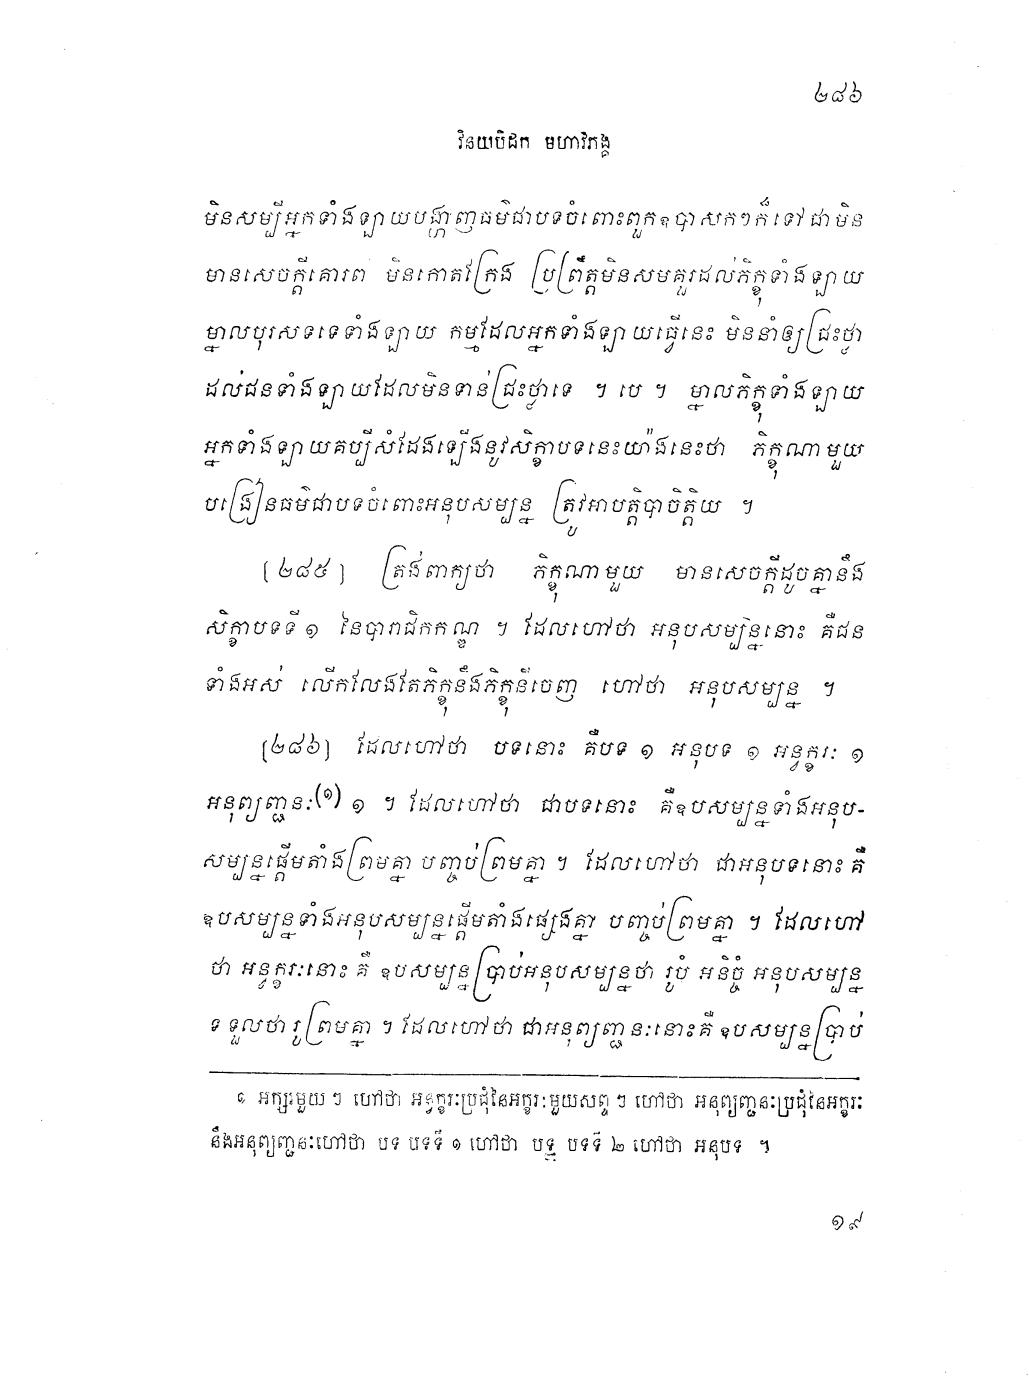 ២៨៦
វិនយបិដក មហាវិភង្គ
មិនសម្បីអ្នកទាំងឡាយបង្ហាញធម៌ជាបទចំពោះពួកឧបាសកៗក៏ទៅជាមិន
មានសេចក្តីគោរព មិនកោតក្រែង ប្រព្រឹត្តមិនសមគួរដល់ភិក្ខុទាំងឡាយ
ម្នាលបុរសទទេទាំងឡាយ កម្មដែលអ្នកទាំងឡាយធ្វើនេះ មិននាំឲ្យជ្រះថ្លា
ដល់ជនទាំងឡាយដែលមិនទាន់ជ្រះថ្លាទេ ។ បេ ។ ម្នាលភិក្ខុទាំងឡាយ
អ្នកទាំងឡាយគប្បីសំដែងឡើងនូវសិក្ខាបទនេះយ៉ាងនេះថា ភិក្ខុណាមួយ
បង្រៀនធម៌ជាបទចំពោះអនុបសម្បន្ន ត្រូវអាបត្តិបាចិត្តិយ ។
[២៨៥] ត្រង់ពាក្យថា ភិក្ខុណាមួយ មានសេចក្តីដូចគ្នានឹង
សិក្ខាបទទី ១ នៃបារាជិកកណ្ឌ ។ ដែលហៅថា អនុបសម្ប័ន្ននោះ គឺជន
ទាំងអស់ លើកលែងតែភិក្ខុនឹងភិក្ខុនីចេញ ហៅថា អនុបសម្បន្ន ។
[២៨៦] ដែលហៅថា បទនោះ គឺបទ ១ អនុបទ ១ អន្វក្ខរៈ ១
អនុព្យញ្ជនៈ(១) ១ ។ ដែលហៅថា ជាបទនោះ គឺឧបសម្បន្នទាំងអនុប-
សម្បន្នផ្តើមតាំងព្រមគ្នា បញ្ចប់ព្រមគ្នា ។ ដែលហៅថា ជាអនុបទនោះ គឺ
ឧបសម្បន្នទាំងអនុបសម្បន្នផ្តើមតាំងផ្សេងគ្នា បញ្ចប់ព្រមគ្នា ។ ដែលហៅ
ថា អន្វក្ខរៈនោះ គឺ ឧបសម្បន្នប្រាប់អនុបសម្បន្នថា រូបំ អនិច្ចំ អនុបសម្បន្ន
ទទួលថា រូ ព្រមគ្នា ។ ដែលហៅថា ជាអនុព្យញ្ជនៈនោះគឺ ឧបសម្បន្នប្រាប់
១ អក្សរមួយៗ ហៅថា អន្វក្ខរៈប្រជុំនៃអក្ខរៈមួយសព្ទៗ ហៅថា អនុព្យញ្ជនៈប្រជុំនៃអក្ខរៈ
នឹងអនុព្យញ្ជនៈហៅថា បទ បទទី ១ ហៅថា បទ្ម បទទី ២ ហៅថា អនុបទ ។
១៩